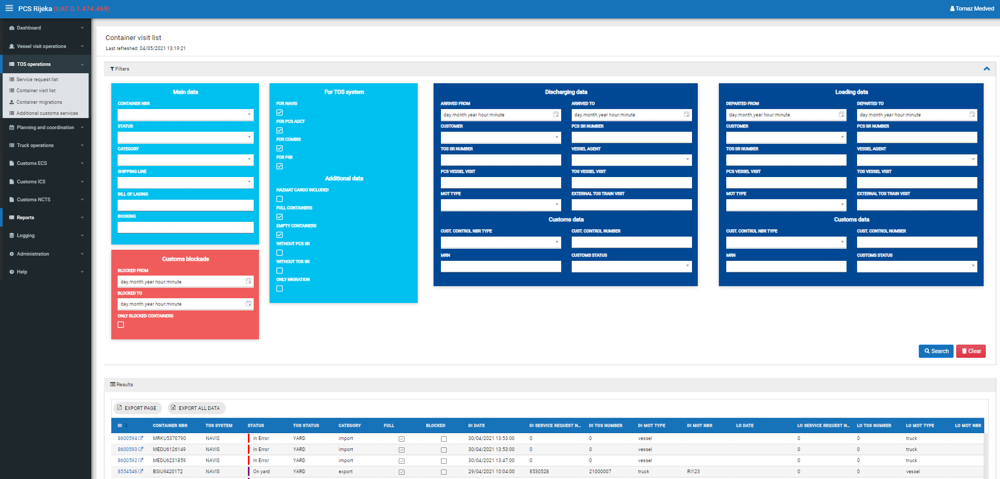 PCS Rijeka (UAT 0.1.474.469)
Tomaz Medved
Dashboard
Vessel visit operations
TOS operations
Service request list
Container visit list
Container migrations
Additional customs services
Planning and coordination
Truck operations
Customs ECS
Customs ICS
Customs NCTS
Reports
Logging
Administration
Help
Container visit list
Last refreshed: 04/05/2021 13:19:21
Filters
Main data
CONTAINER NBR
STATUS
CATEGORY
SHIPPING LINE
BILL OF LADING
BOOKING
Customs blockade
BLOCKED FROM
day.month.year hour:minute
BLOCKED TO
day.month.year hour:minute
ONLY BLOCKED CONTAINERS
For TOS system
FOR NAVIS
FOR PCS AGCT
FOR COMBIS
FOR F4B
Additional data
HAZMAT CARGO INCLUDED
FULL CONTAINERS
EMPTY CONTAINERS
WITHOUT PCS SR
WITHOUT TOS SR
ONLY MIGRATION
Discharging data
ARRIVED FROM ARRIVED TO
day.month.year hour:minute day.month.year hour:minute
CUSTOMER PCS SR NUMBER
TOS SR NUMBER VESSEL AGENT
PCS VESSEL VISIT TOS VESSEL VISIT
MOT TYPE EXTERNAL TOS TRAIN VISIT
Customs data
CUST. CONTROL NBR TYPE CUST. CONTROL NUMBER
MRN CUSTOMS STATUS
Loading data
DEPARTED FROM DEPARTED TO
day.month.year hour:minute day.month.year hour:minute
CUSTOMER PCS SR NUMBER
TOS SR NUMBER VESSEL AGENT
PCS VESSEL VISIT TOS VESSEL VISIT
MOT TYPE EXTERNAL TOS TRAIN VISIT
Customs data
CUST. CONTROL NBR TYPE CUST. CONTROL NUMBER
MRN CUSTOMS STATUS
Search Clear
Results
EXPORT PAGE EXPORT ALL DATA
ID CONTAINER NBR TOS SYSTEM STATUS TOS STATUS CATEGORY FULL BLOCKED DI DATE DI SERVICE REQUEST N... DI TOS NUMBER DI MOT TYPE DI MOT NBR LO DATE LO SERVICE REQUEST N... LO TOS NUMBER LO MOT TYPE LO MOT NBR
8600594 MRKU5370790 NAVIS In Error YARD import 30/04/2021 13:53:00 0 0 vessel 0 0 truck
8600593 MEDU6126149 NAVIS In Error YARD import 30/04/2021 13:53:00 0 0 vessel 0 0 truck
8600592 MEDU6231859 NAVIS In Error YARD import 30/04/2021 13:47:00 0 0 vessel 0 0 truck
8554546 BSIU9420172 NAVIS On yard YARD export 29/04/2021 10:04:00 8530528 21000007 truck RI123 0 0 vessel